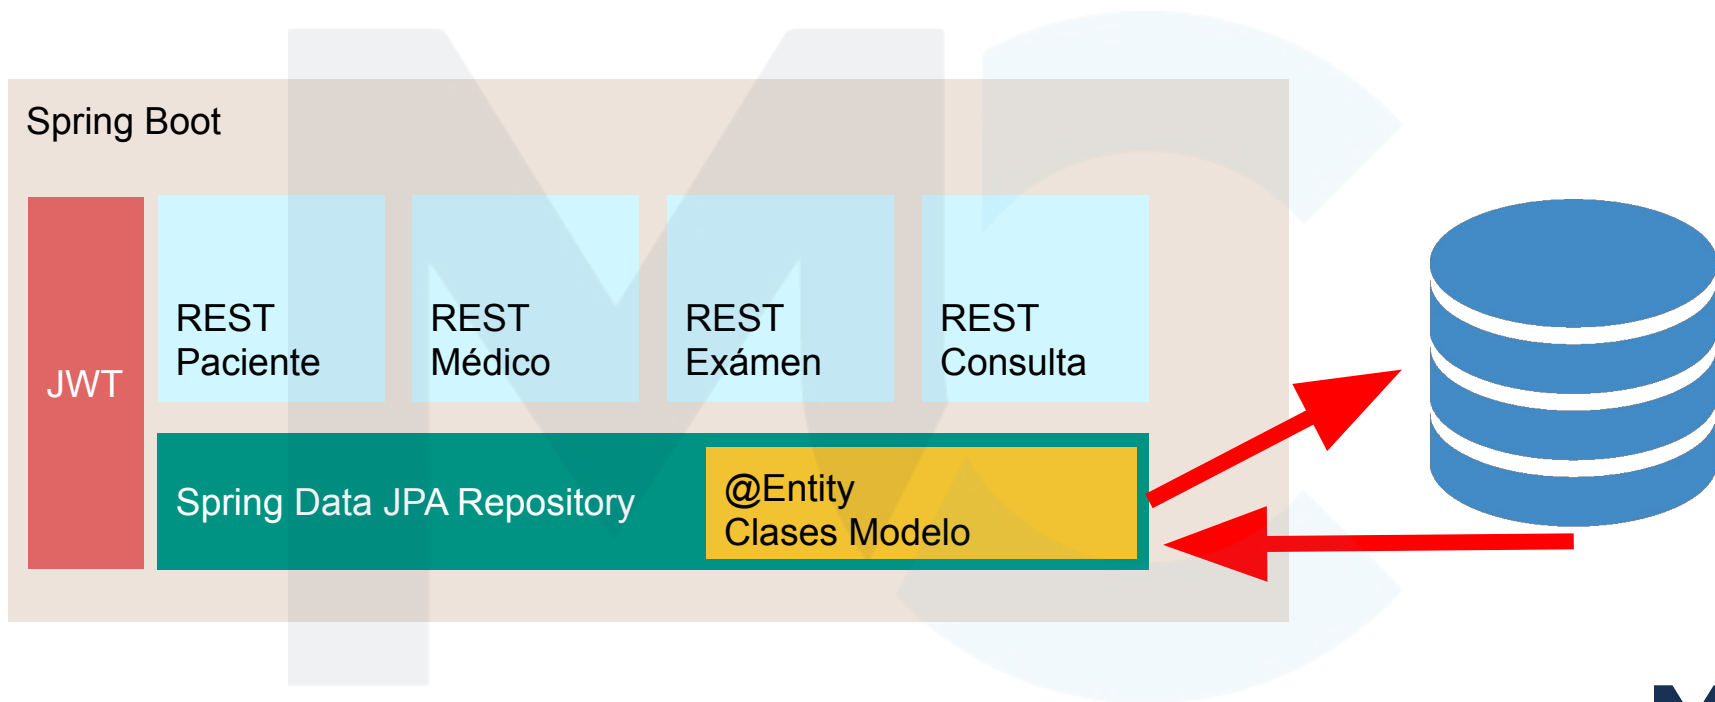 Spring Boot
JWT
REST
Paciente
REST
Médico
REST
Exámen
REST
Consulta
Spring Data JPA Repository
@Entity
Clases Modelo